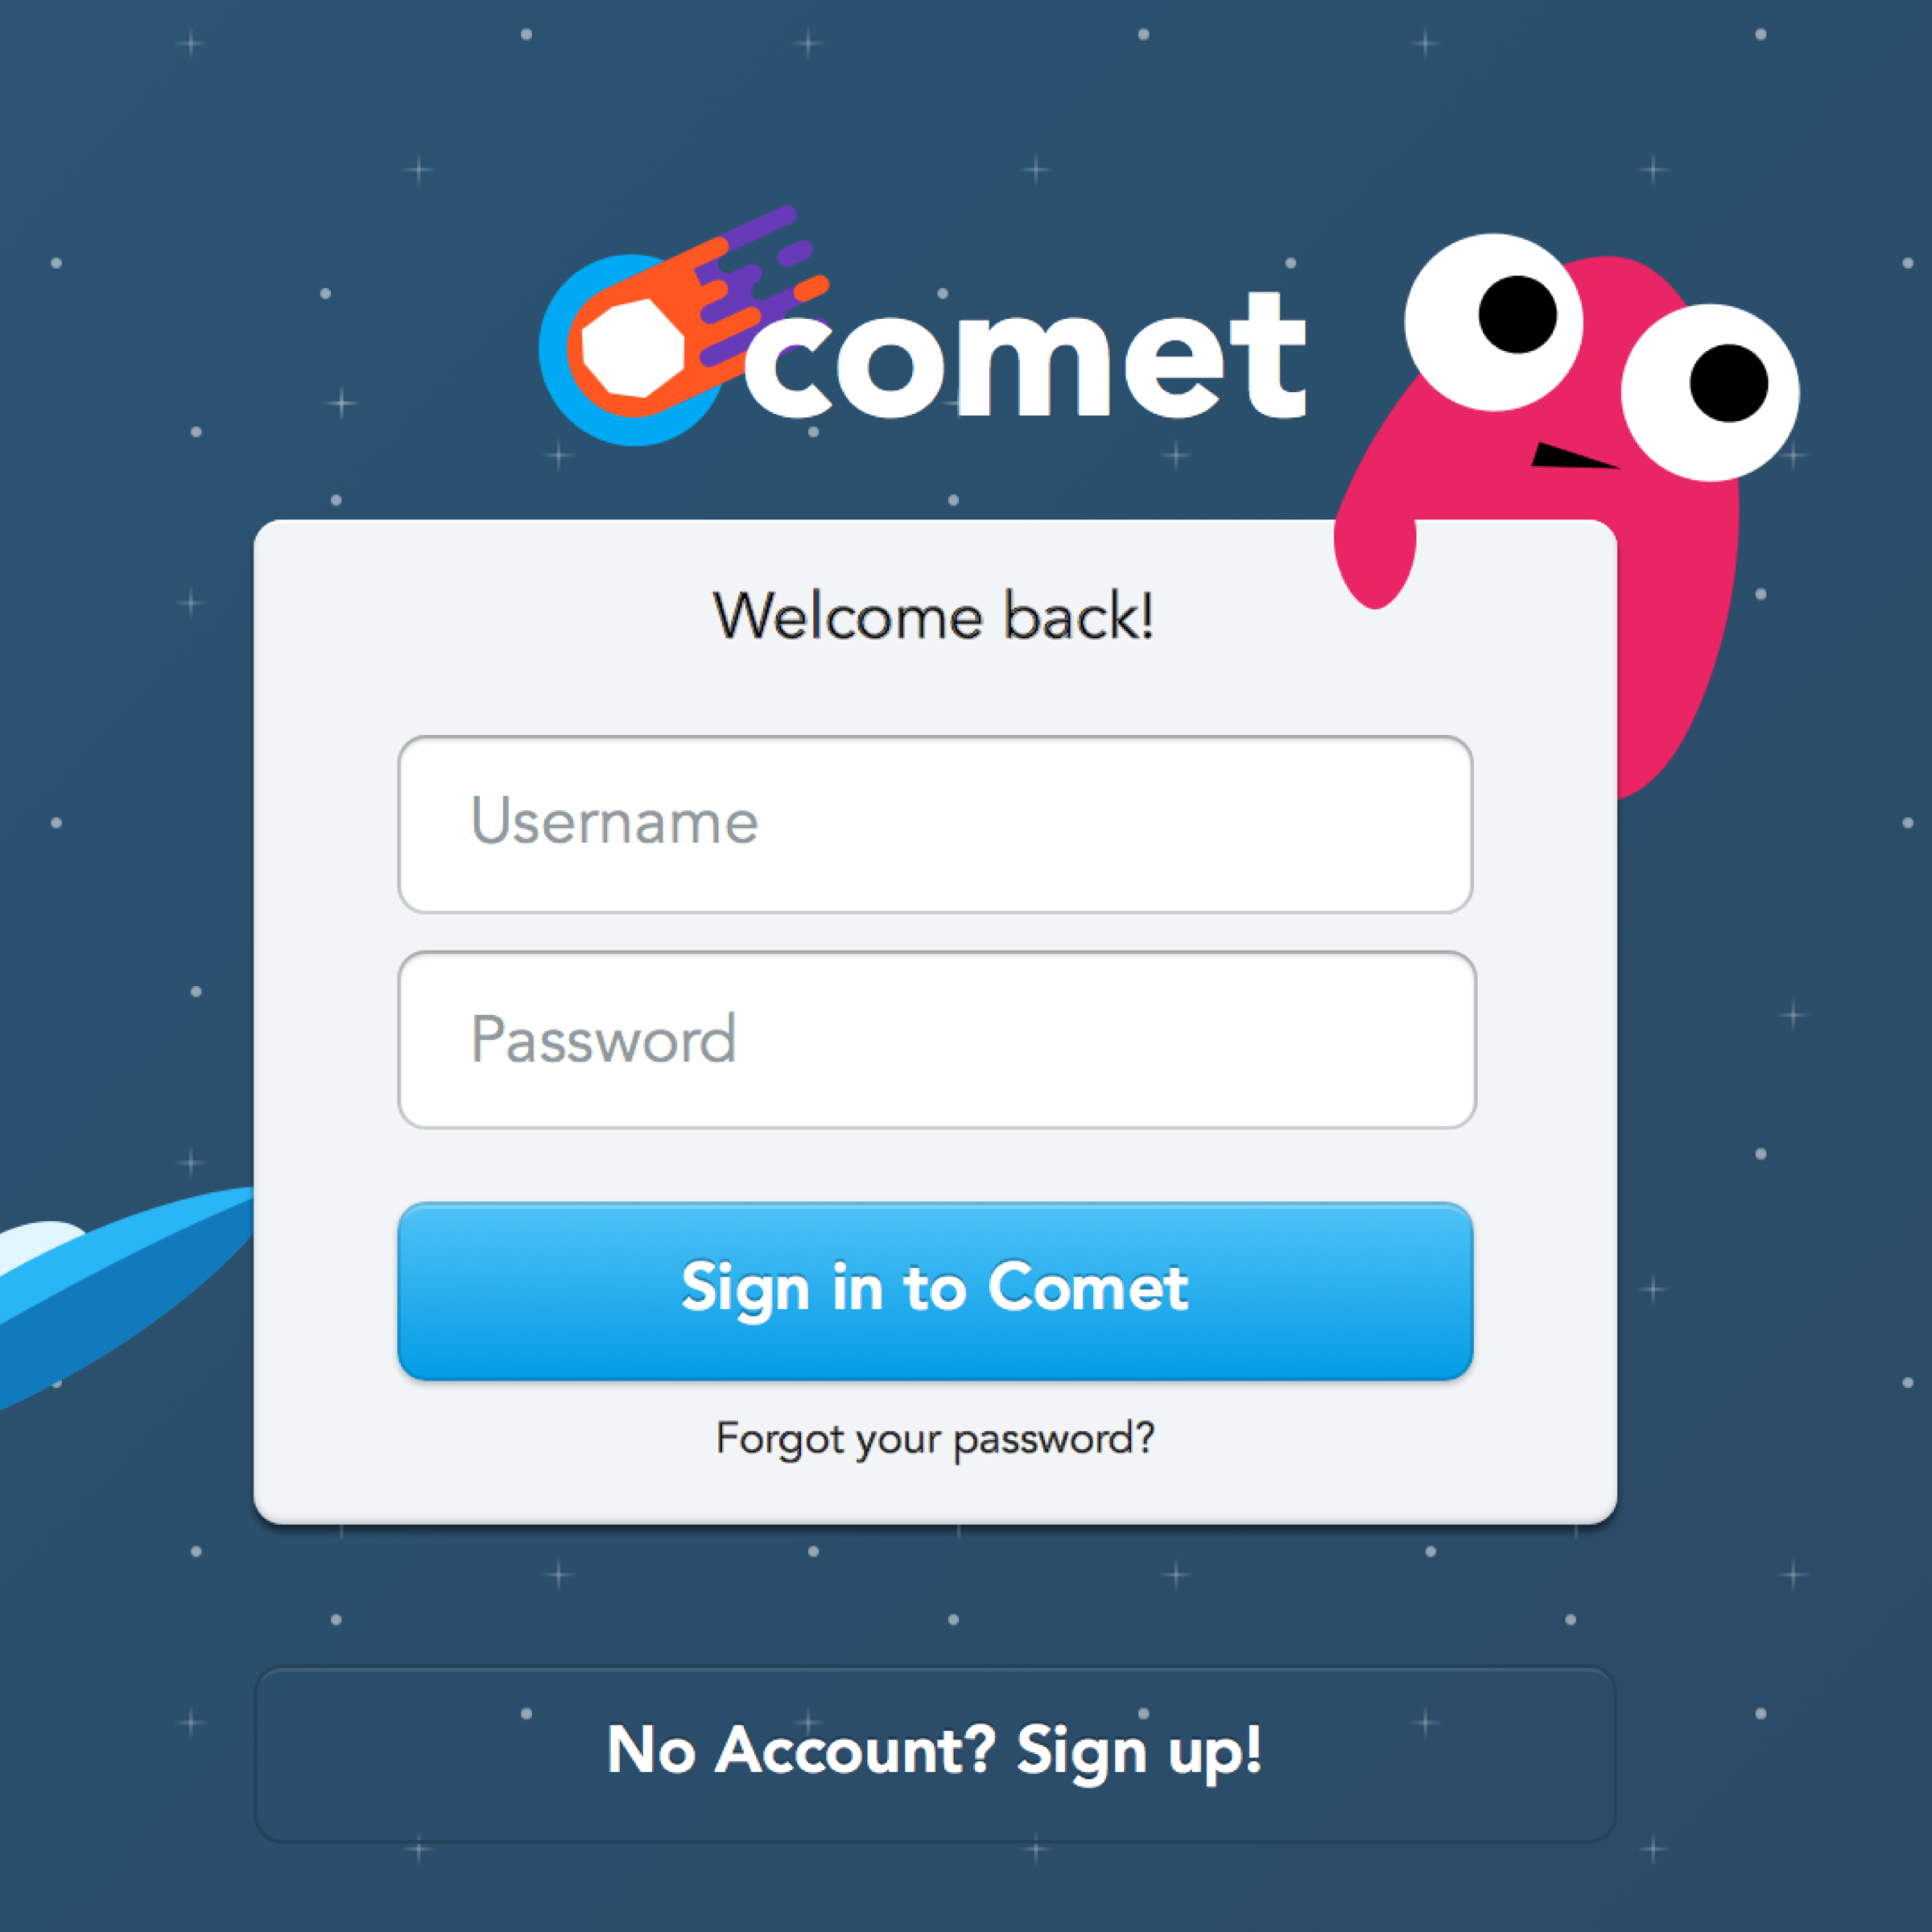 comet
Welcome back!
Username
Password
Sign in to Comet
Forgot your password?
No Account? Sign up!